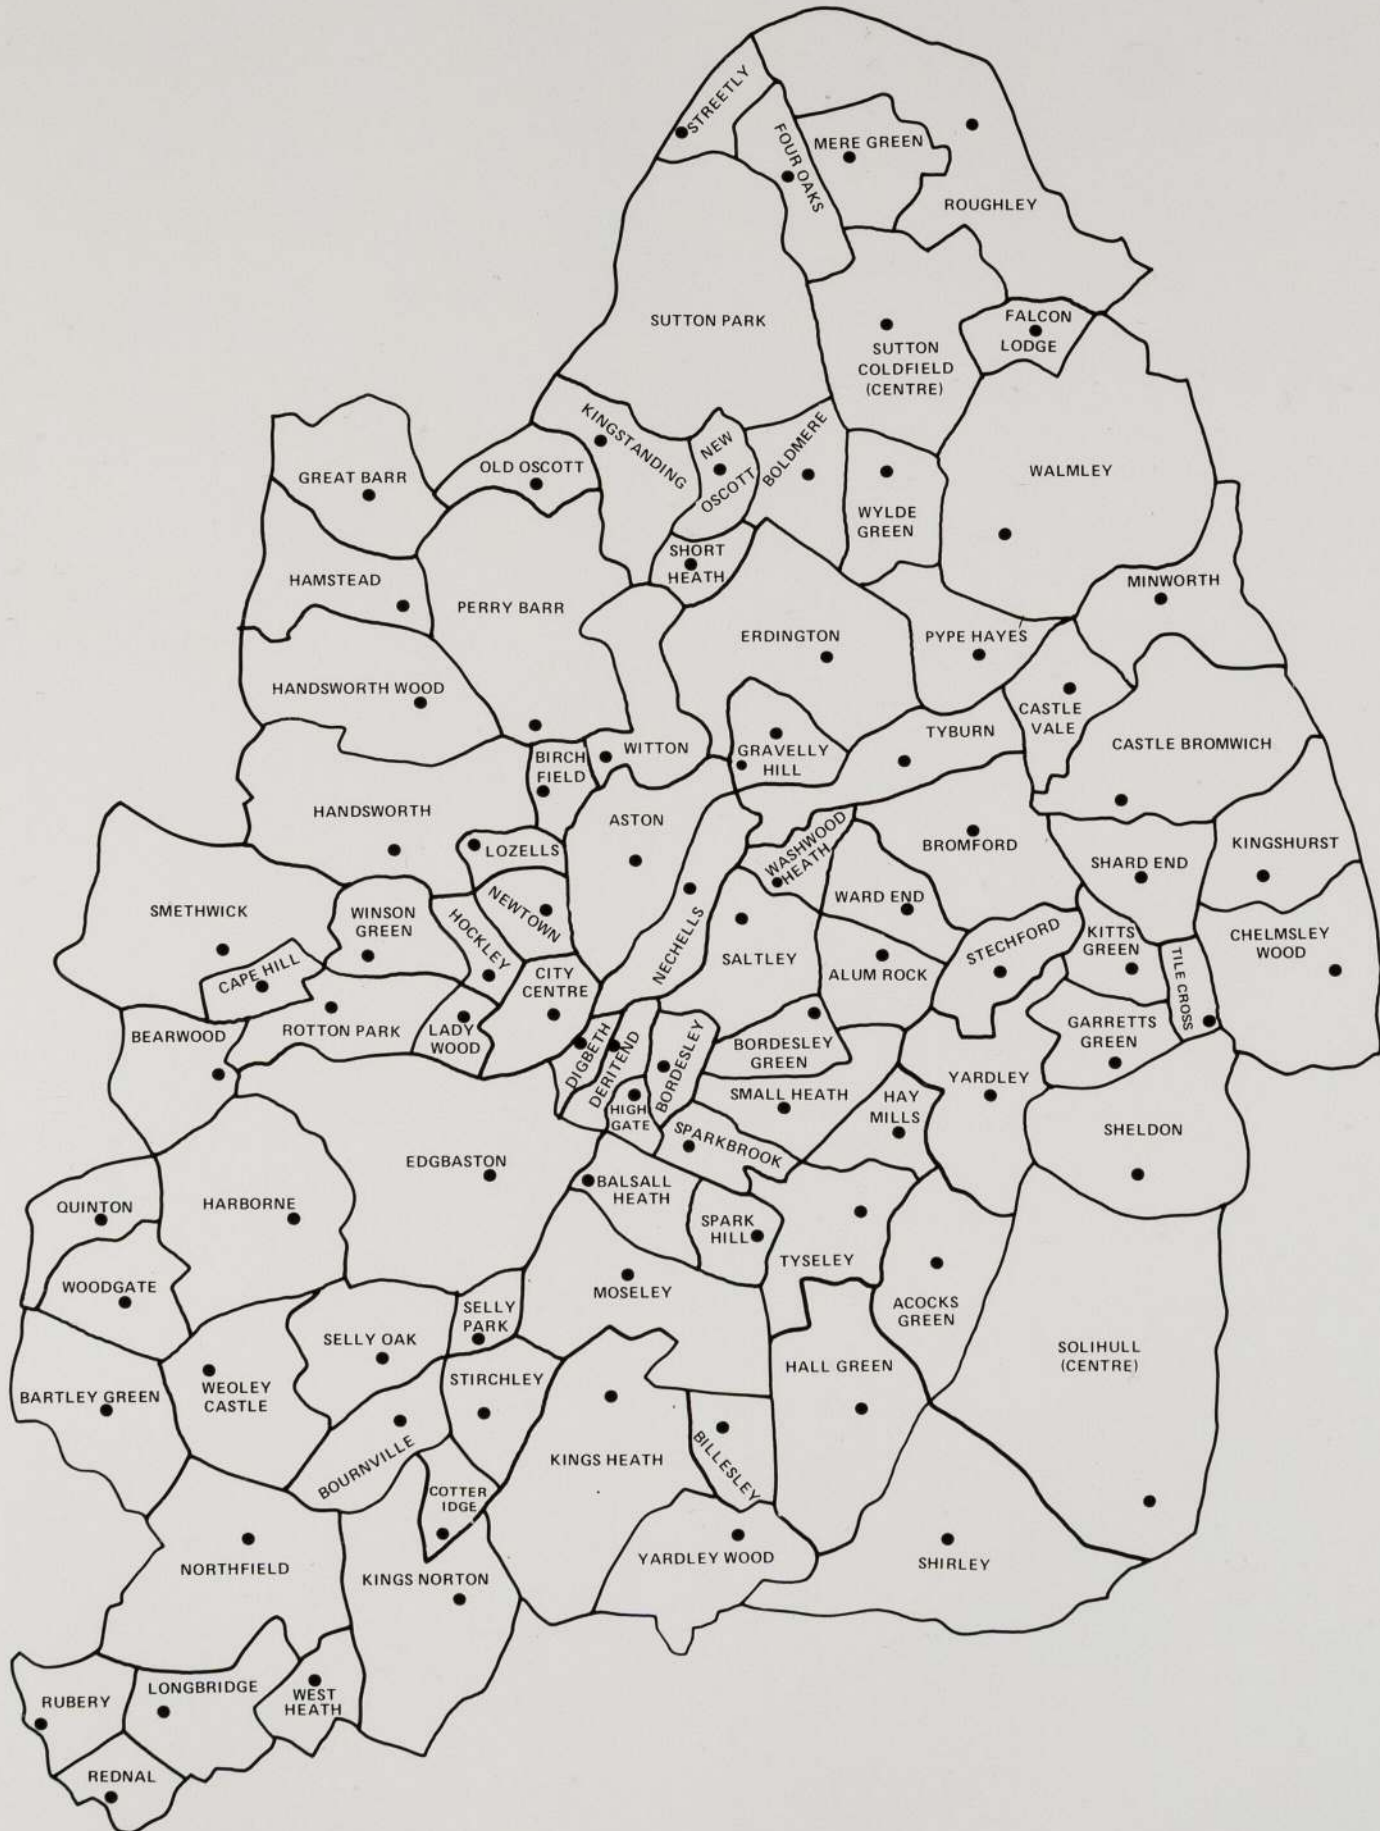 STREETLY
FOUR OAKS
MERE GREEN
ROUGHLEY
SUTTON PARK
SUTTON
COLDFIELD
(CENTRE)
FALCON
LODGE
KINGSTANDING
NEW
OSCOTT
BOLDMERE
OLD OSCOTT
GREAT BARR
WYLDE
GREEN
WALMLEY
SHORT
HEATH
HAMSTEAD
PERRY BARR
MINWORTH
ERDINGTON
PYPE HAYES
HANDSWORTH WOOD
CASTLE
VALE
TYBURN
CASTLE BROMWICH
WITTON
BIRCH
FIELD
GRAVELLY
HILL
HANDSWORTH
ASTON
LOZELLS
WASHWOOD
HEATH
BROMFORD
KINGSHURST
SHARD END
WARD END
SMETHWICK
WINSON
GREEN
HOCKLEY
NEWTOWN
NECHELLS
SALTLEY
ALUM ROCK
STECHFORD
KITTS
GREEN
TILE CROSS
CHELMSLEY
WOOD
CAPE HILL
CITY
CENTRE
BEARWOOD
ROTTON PARK
LADY
WOOD
DIGBETH
DERITEND
BORDESLEY
BORDESLEY
GREEN
GARRETTS
GREEN
HIGH
GATE
SMALL HEATH
HAY
MILLS
YARDLEY
SPARKBROOK
SHELDON
EDGBASTON
BALSALL
HEATH
QUINTON
HARBORNE
SPARK
HILL
TYSELEY
WOODGATE
MOSELEY
ACOCKS
GREEN
SELLY
PARK
SELLY OAK
SOLIHULL
(CENTRE)
HALL GREEN
BARTLEY GREEN
WEOLEY
CASTLE
STIRCHLEY
BOURNVILLE
KINGS HEATH
BILLESLEY
COTTER
IDGE
NORTHFIELD
KINGS NORTON
YARDLEY WOOD
SHIRLEY
RUBERY
LONGBRIDGE
WEST
HEATH
REDNAL